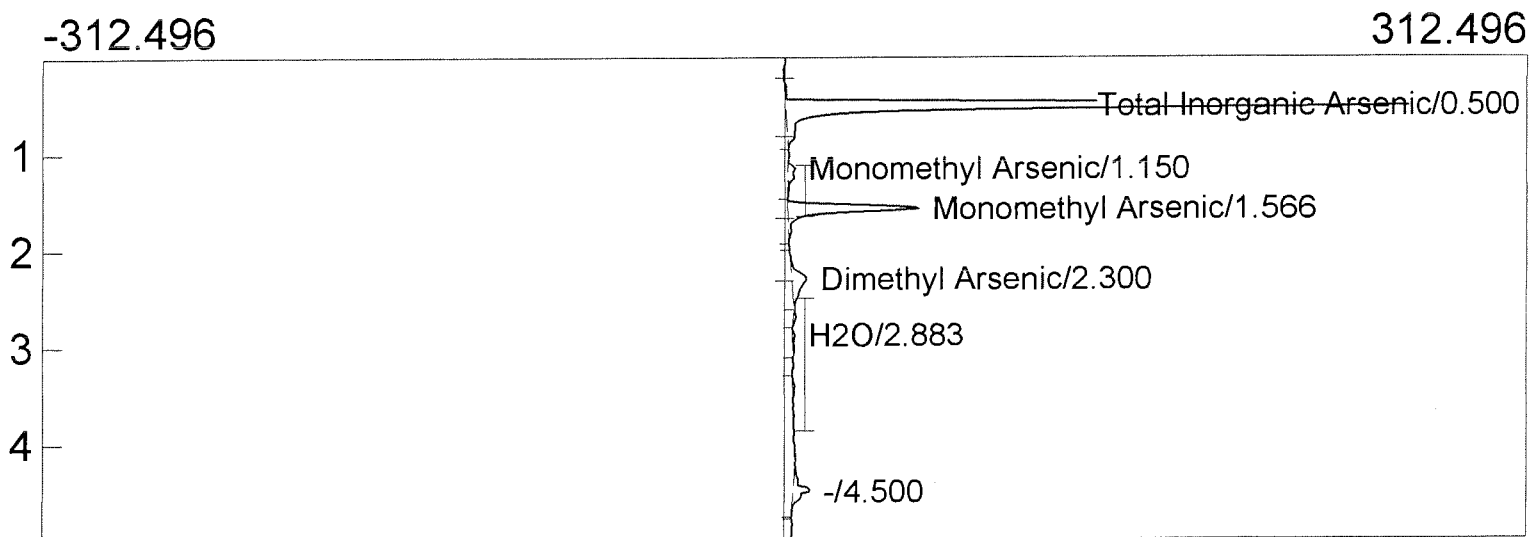 -312.496 312.496
Total Inorganic Arsenic/0.500
1
Monomethyl Arsenic/1.150
Monomethyl Arsenic/1.566
2
Dimethyl Arsenic/2.300
H2O/2.883
3
4
-/4.500